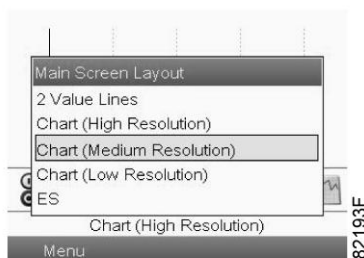 Main Screen Layout
2 Value Lines
Chart (High Resolution)
Chart (Medium Resolution)
Chart (Low Resolution)
ES
Chart (High Resolution)
Menu
82193F